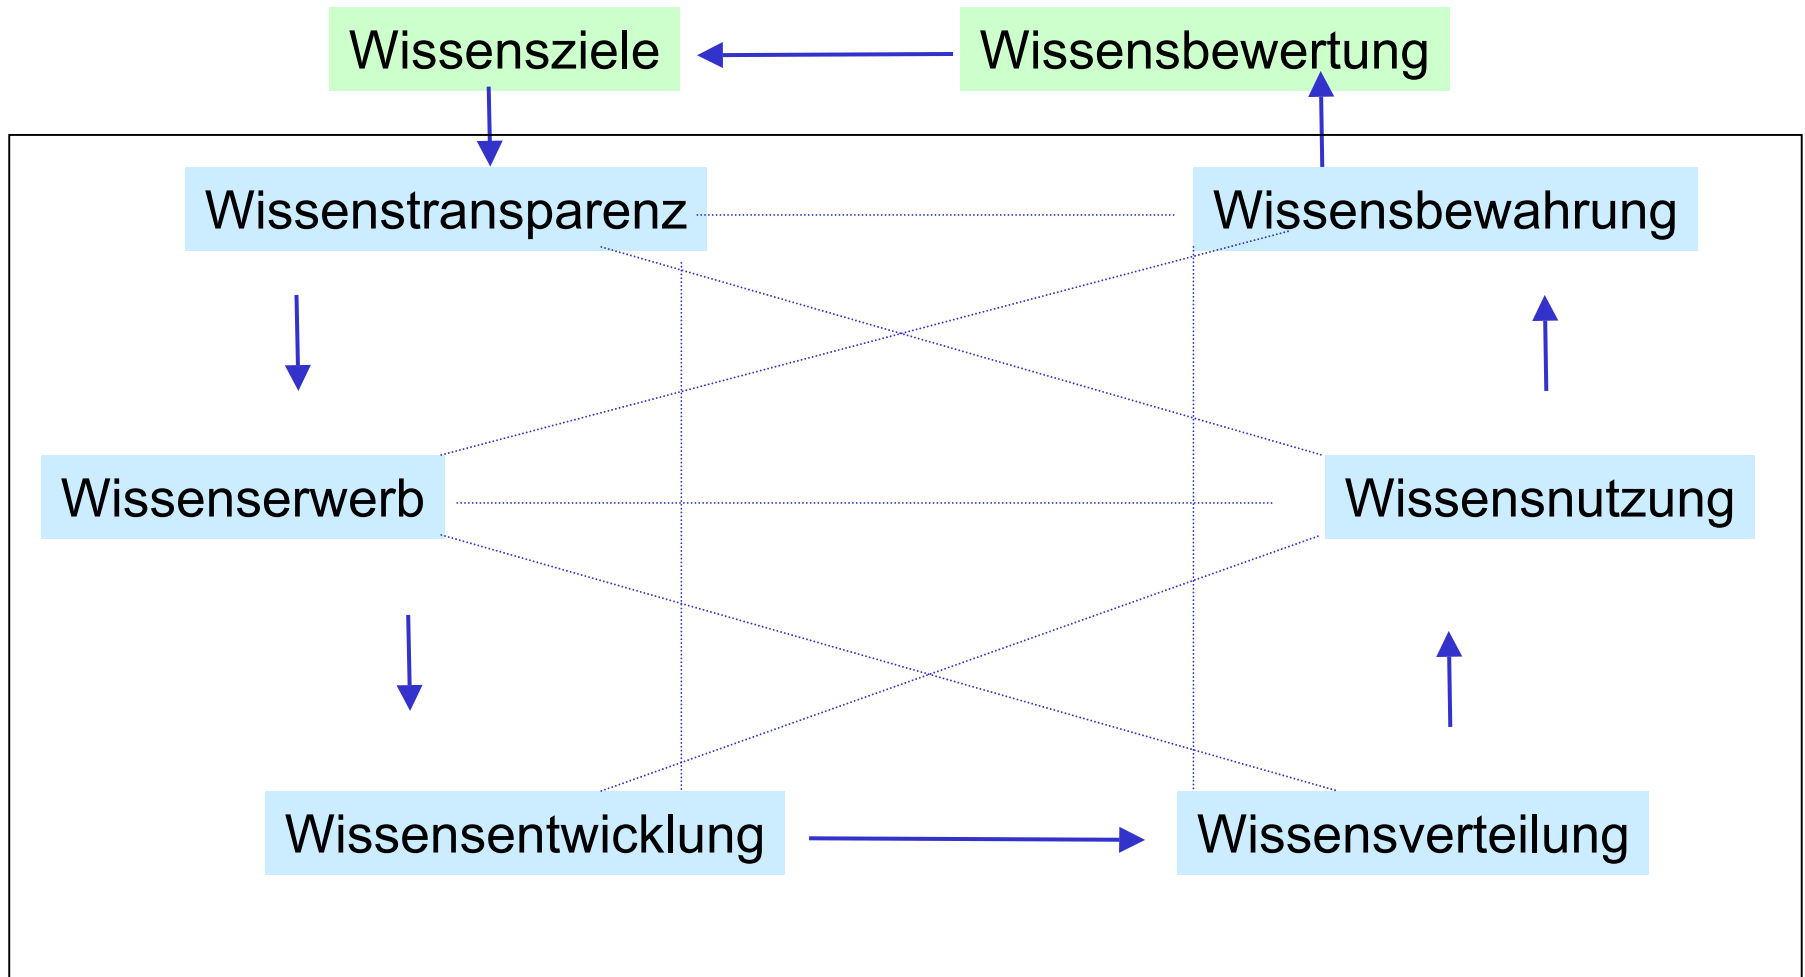 Wissensziele
Wissensbewertung
Wissenstransparenz
Wissensbewahrung
Wissenserwerb
Wissensnutzung
Wissensentwicklung
Wissensverteilung